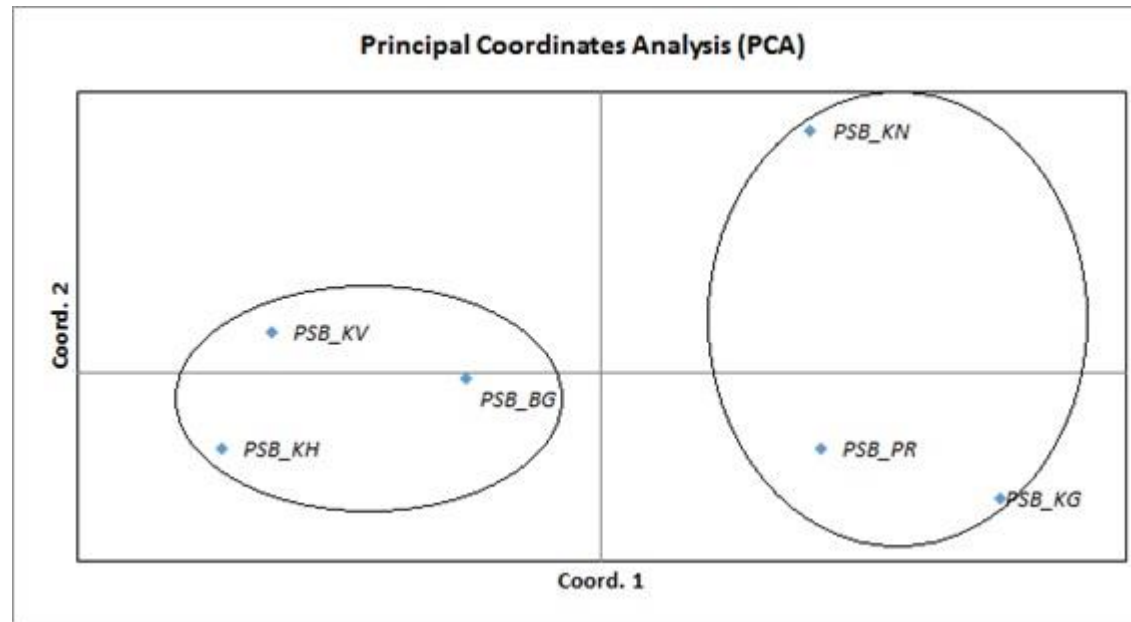 Principal Coordinates Analysis (PCA)
PSB_KN
Coord. 2
PSB_KV
PSB_BG
PSB_KH
PSB_PR
PSB_KG
Coord. 1